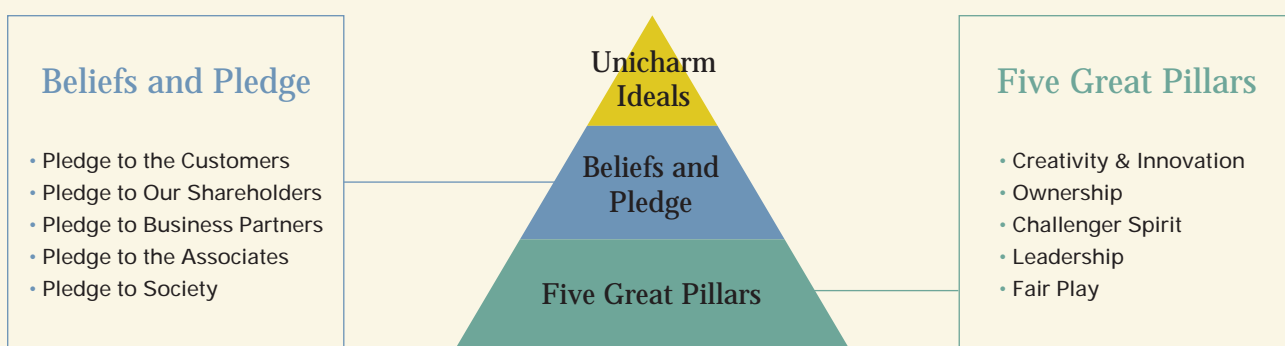 Beliefs and Pledge
• Pledge to the Customers
• Pledge to Our Shareholders
• Pledge to Business Partners
• Pledge to the Associates
• Pledge to Society
Unicharm
Ideals
Beliefs and
Pledge
Five Great Pillars
Five Great Pillars
• Creativity & Innovation
• Ownership
• Challenger Spirit
• Leadership
• Fair Play